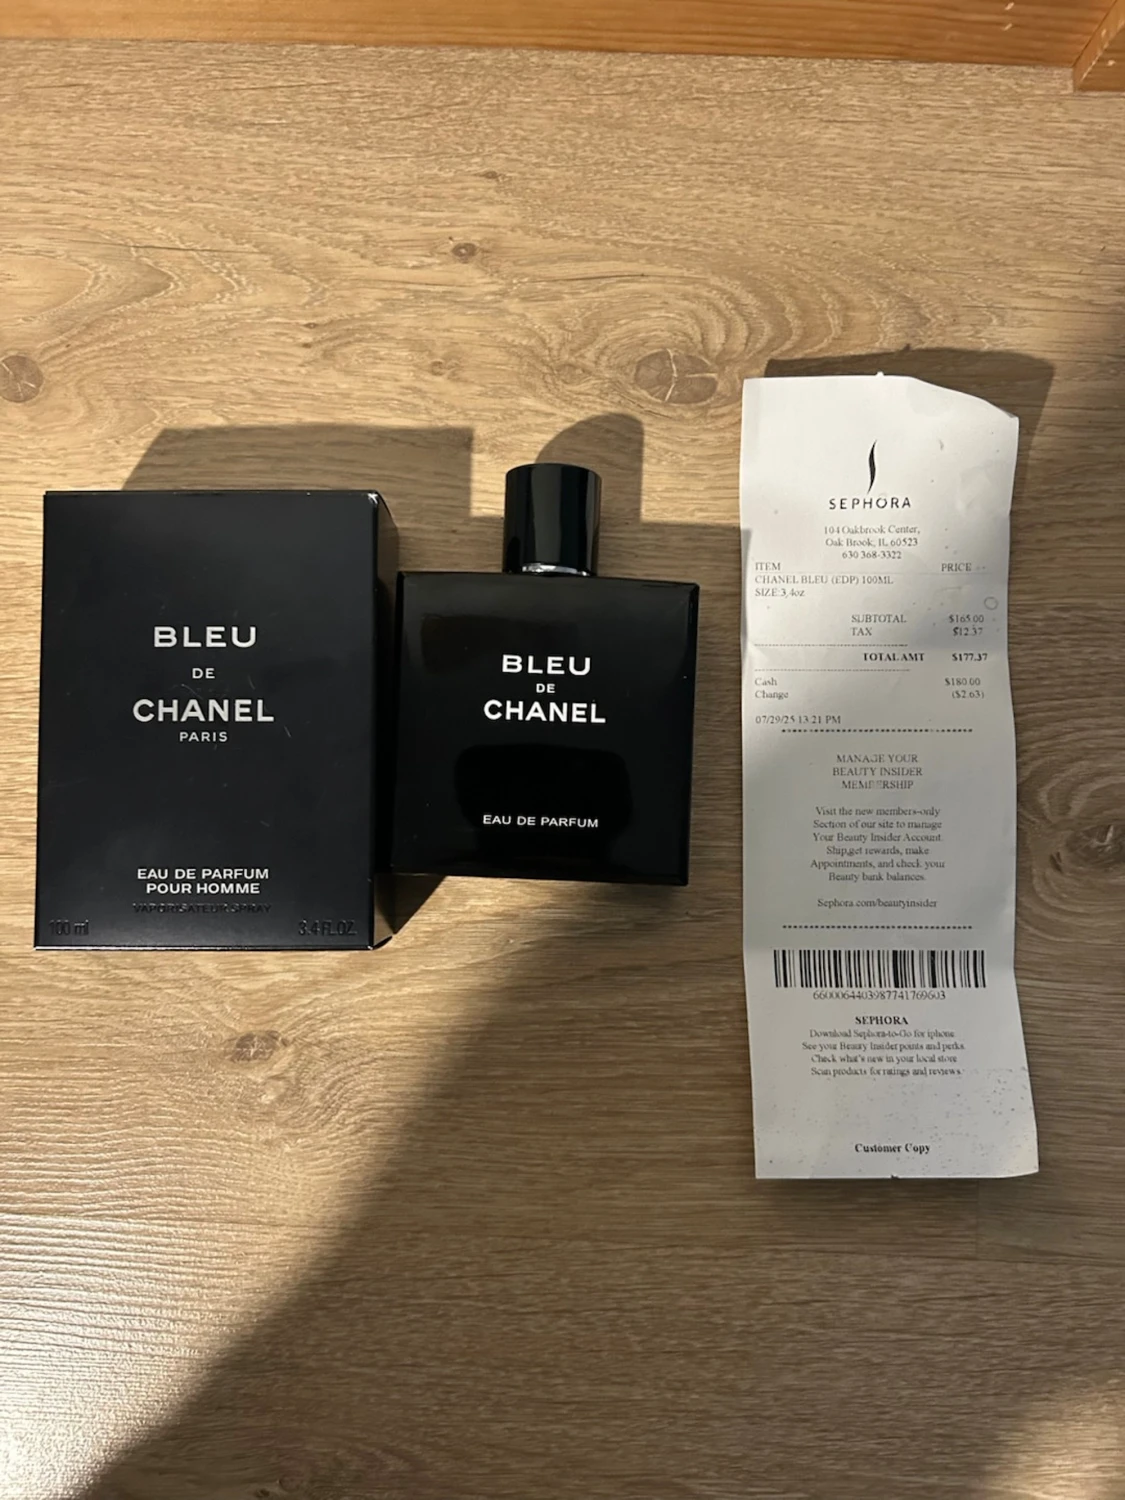 BLEU
DE
CHANEL
PARIS
EAU DE PARFUM
POUR HOMME
VAPORISATEUR SPRAY
100 ml
3.4 FL.OZ.
BLEU
DE
CHANEL
EAU DE PARFUM
SEPHORA
104 Oakbrook Center,
Oak Brook, IL 60523
630 368-3322
ITEM PRICE
CHANEL BLEU (EDP) 100ML
SIZE:3,4oz
SUBTOTAL $165.00
TAX $12.37
TOTAL AMT $177.37
Cash $180.00
Change ($2.63)
07/29/25 13:21 PM
MANAGE YOUR
BEAUTY INSIDER
MEMBERSHIP
Visit the new members-only
Section of our site to manage
Your Beauty Insider Account.
Ship,get rewards, make
Appointments, and check your
Beauty bank balances.
Sephora.com/beautyinsider
6600064403987741769603
SEPHORA
Download Sephora-to-Go for iphone
See your Beauty Insider points and perks.
Check what's new in your local store
Scan products for ratings and reviews.
Customer Copy